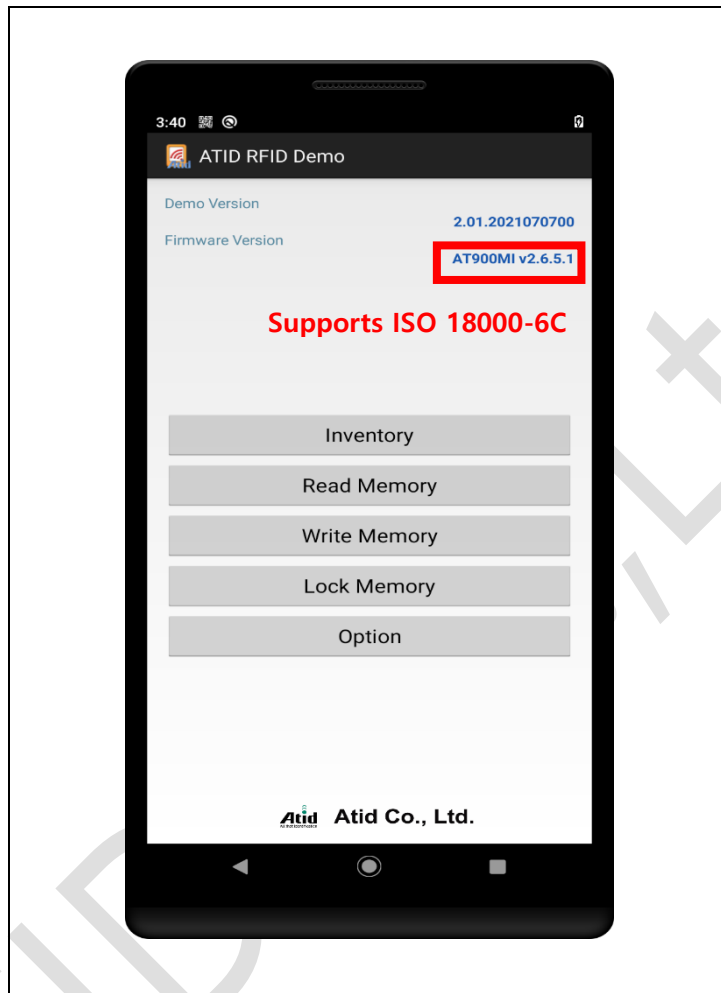 3:40
ATID RFID Demo
Demo Version
2.01.2021070700
Firmware Version
AT900MI v2.6.5.1
Supports ISO 18000-6C
Inventory
Read Memory
Write Memory
Lock Memory
Option
Atid Atid Co., Ltd.